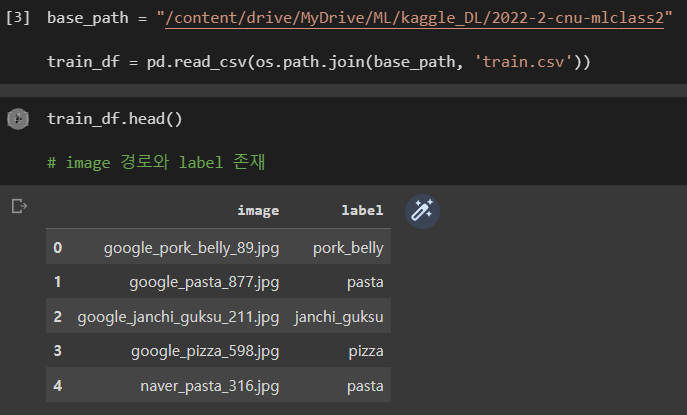 [3] base_path = "/content/drive/MyDrive/ML/kaggle_DL/2022-2-cnu-mlclass2"
train_df = pd.read_csv(os.path.join(base_path, 'train.csv'))
train_df.head()
# image 경로와 label 존재
image label
0 google_pork_belly_89.jpg pork_belly
1 google_pasta_877.jpg pasta
2 google_janchi_guksu_211.jpg janchi_guksu
3 google_pizza_598.jpg pizza
4 naver_pasta_316.jpg pasta